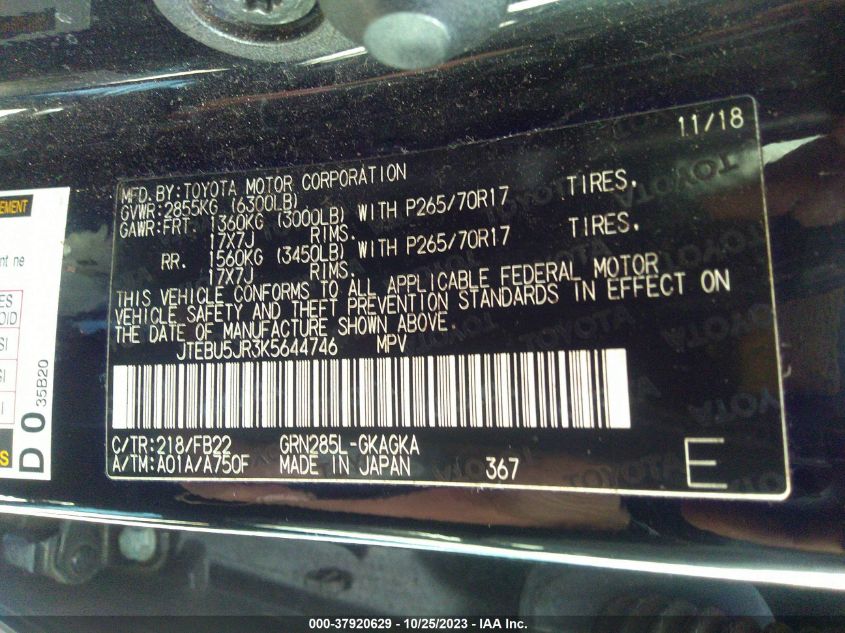 11/18
MFD.BY:TOYOTA MOTOR CORPORATION
GVWR:2855KG (6300LB)
GAWR:FRT. 1360KG (3000LB) WITH P265/70R17 TIRES,
17X7J RIMS.
RR. 1560KG (3450LB) WITH P265/70R17 TIRES,
17X7J RIMS.
THIS VEHICLE CONFORMS TO ALL APPLICABLE FEDERAL MOTOR
VEHICLE SAFETY AND THEFT PREVENTION STANDARDS IN EFFECT ON
THE DATE OF MANUFACTURE SHOWN ABOVE.
JTEBU5JR3K5644746 MPV
C/TR:218/FB22 GRN285L-GKAGKA
A/TM:A01A/A750F MADE IN JAPAN 367 E
D0 35B20
000-37920629 - 10/25/2023 - IAA Inc.